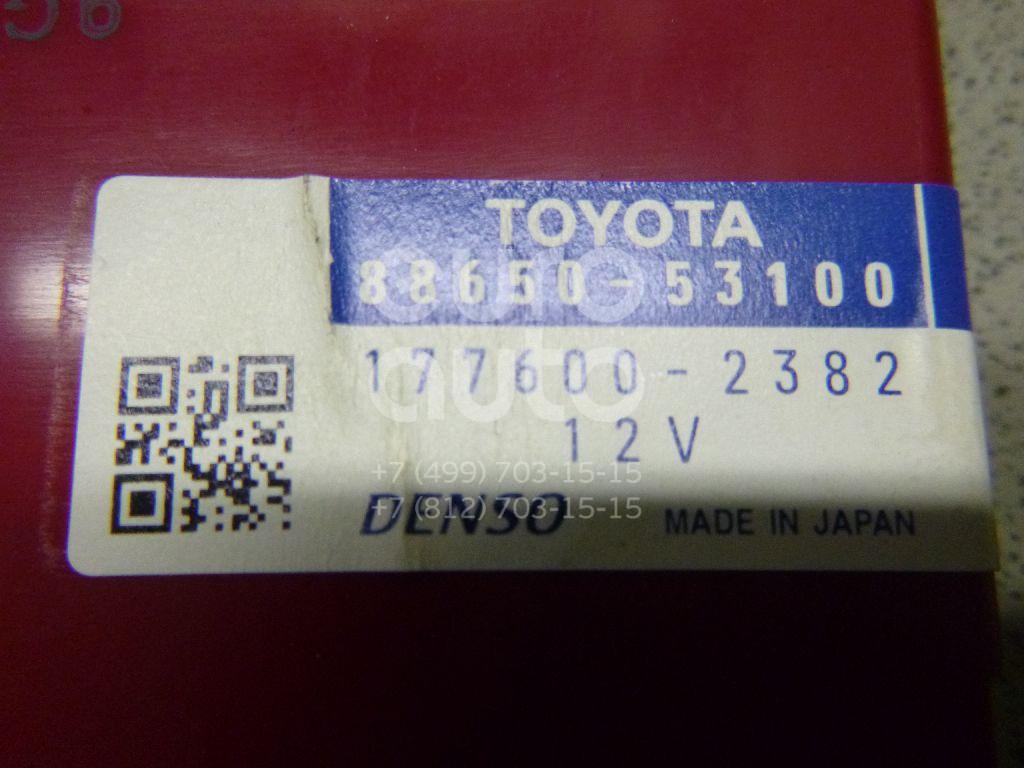 TOYOTA
88650-53100
177600-2382
12V
DENSO
MADE IN JAPAN
euro
auto
+7 (499) 703-15-15
+7 (812) 703-15-15